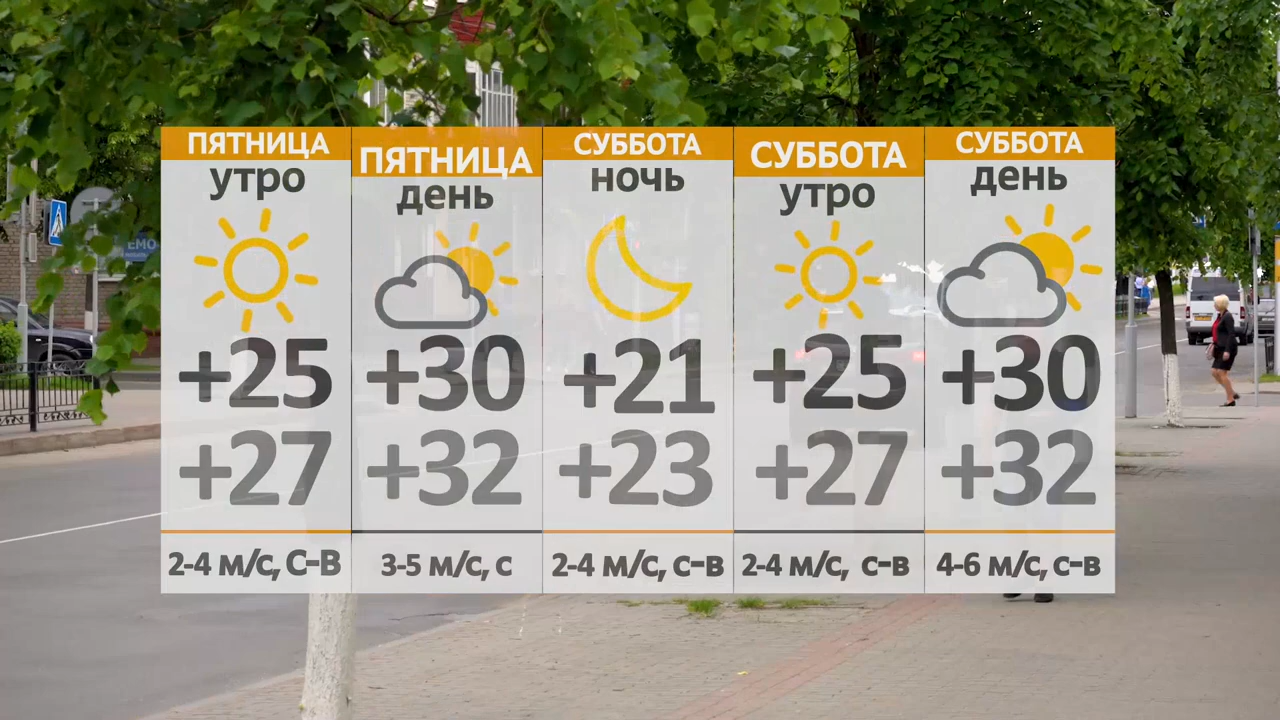 ПЯТНИЦА
утро
+25
+27
2-4 м/с, с-в
ПЯТНИЦА
день
+30
+32
3-5 м/с, с
СУББОТА
ночь
+21
+23
2-4 м/с, с-в
СУББОТА
утро
+25
+27
2-4 м/с, с-в
СУББОТА
день
+30
+32
4-6 м/с, с-в
ЕМО-